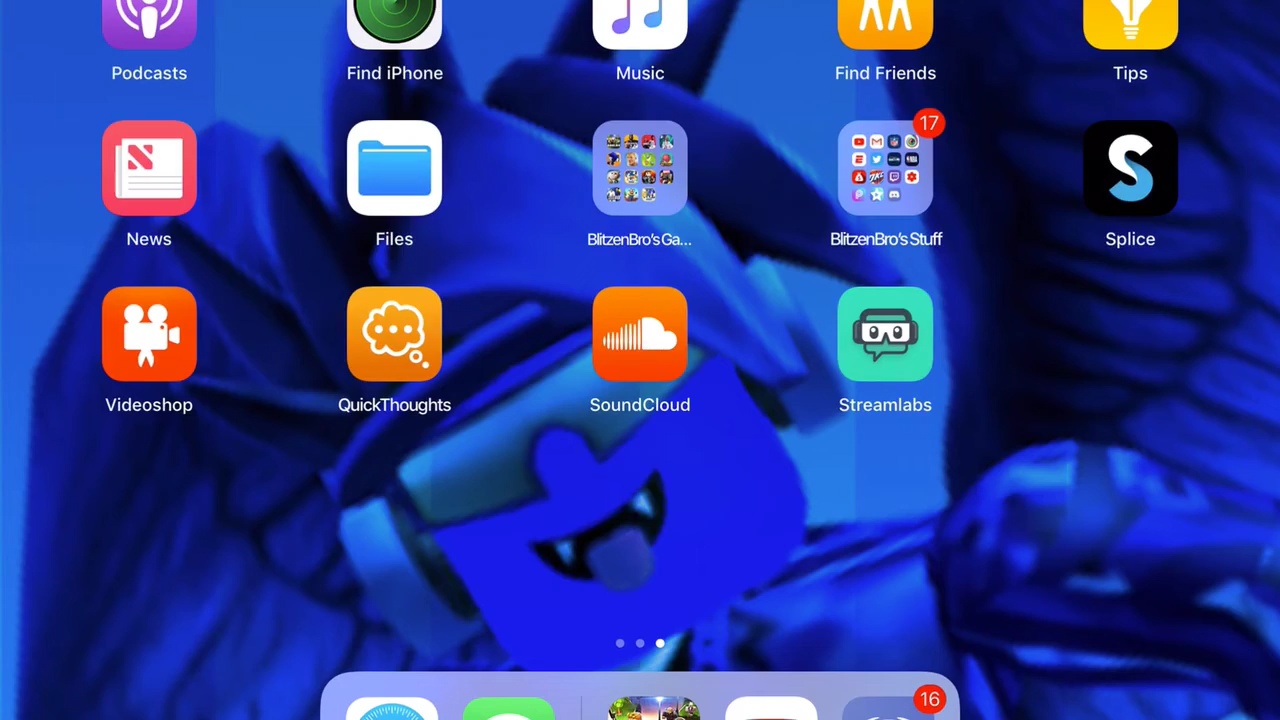 Podcasts Find iPhone Music Find Friends Tips
17
News Files BlitzenBro's Ga... BlitzenBro's Stuff Splice
Videoshop QuickThoughts SoundCloud Streamlabs
16